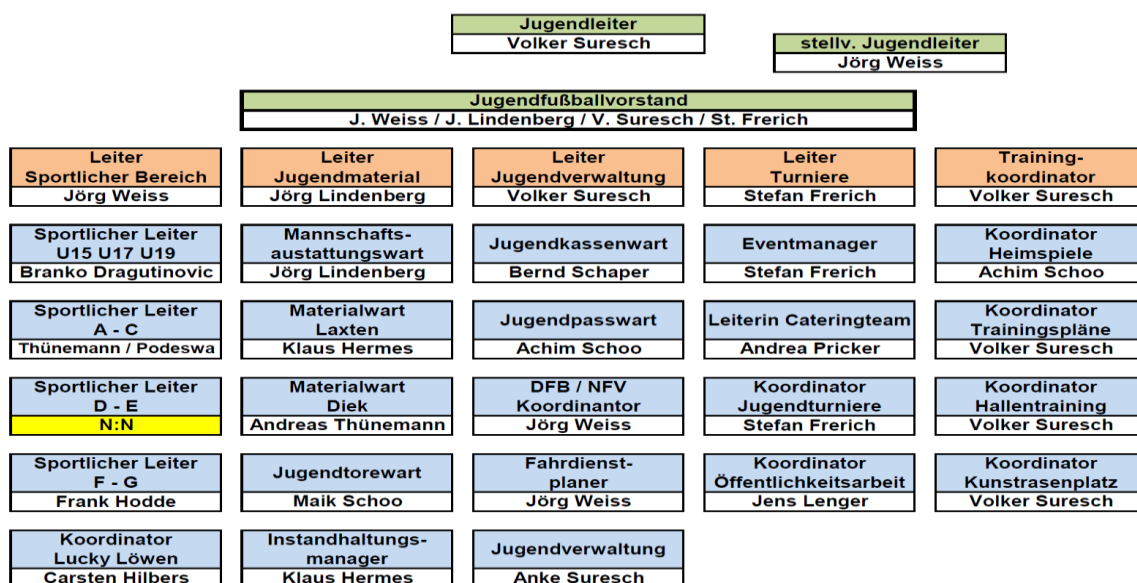 Jugendleiter
Volker Suresch
stellv. Jugendleiter
Jörg Weiss
Jugendfußballvorstand
J. Weiss / J. Lindenberg / V. Suresch / St. Frerich
Leiter
Sportlicher Bereich
Jörg Weiss
Leiter
Jugendmaterial
Jörg Lindenberg
Leiter
Jugendverwaltung
Volker Suresch
Leiter
Turniere
Stefan Frerich
Training-
koordinator
Volker Suresch
Sportlicher Leiter
U15 U17 U19
Branko Dragutinovic
Mannschafts-
austattungswart
Jörg Lindenberg
Jugendkassenwart
Bernd Schaper
Eventmanager
Stefan Frerich
Koordinator
Heimspiele
Achim Schoo
Sportlicher Leiter
A - C
Thünemann / Podeswa
Materialwart
Laxten
Klaus Hermes
Jugendpasswart
Achim Schoo
Leiterin Cateringteam
Andrea Pricker
Koordinator
Trainingspläne
Volker Suresch
Sportlicher Leiter
D - E
N:N
Materialwart
Diek
Andreas Thünemann
DFB / NFV
Koordinantor
Jörg Weiss
Koordinator
Jugendturniere
Stefan Frerich
Koordinator
Hallentraining
Volker Suresch
Sportlicher Leiter
F - G
Frank Hodde
Jugendtorewart
Maik Schoo
Fahrdienst-
planer
Jörg Weiss
Koordinator
Öffentlichkeitsarbeit
Jens Lenger
Koordinator
Kunstrasenplatz
Volker Suresch
Koordinator
Lucky Löwen
Carsten Hilbers
Instandhaltungs-
manager
Klaus Hermes
Jugendverwaltung
Anke Suresch